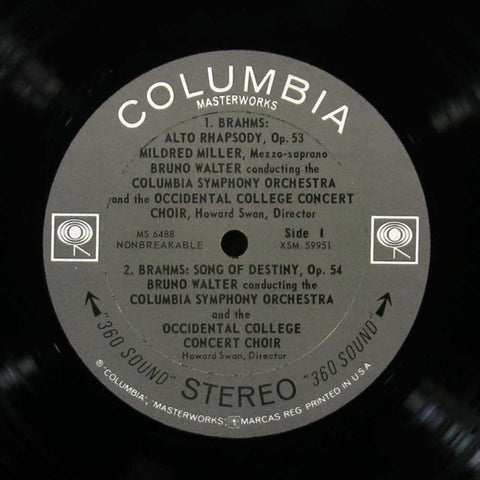 COLUMBIA
MASTERWORKS
1. BRAHMS:
ALTO RHAPSODY, Op. 53
MILDRED MILLER, Mezzo-soprano
BRUNO WALTER conducting the
COLUMBIA SYMPHONY ORCHESTRA
and the OCCIDENTAL COLLEGE CONCERT
CHOIR, Howard Swan, Director
MS 6488 Side 1
NONBREAKABLE XSM 59951
2. BRAHMS: SONG OF DESTINY, Op. 54
BRUNO WALTER conducting the
COLUMBIA SYMPHONY ORCHESTRA
and the
OCCIDENTAL COLLEGE
CONCERT CHOIR
Howard Swan, Director
"360 SOUND" STEREO "360 SOUND"
® "COLUMBIA", "MASTERWORKS", MARCAS REG. PRINTED IN U.S.A.